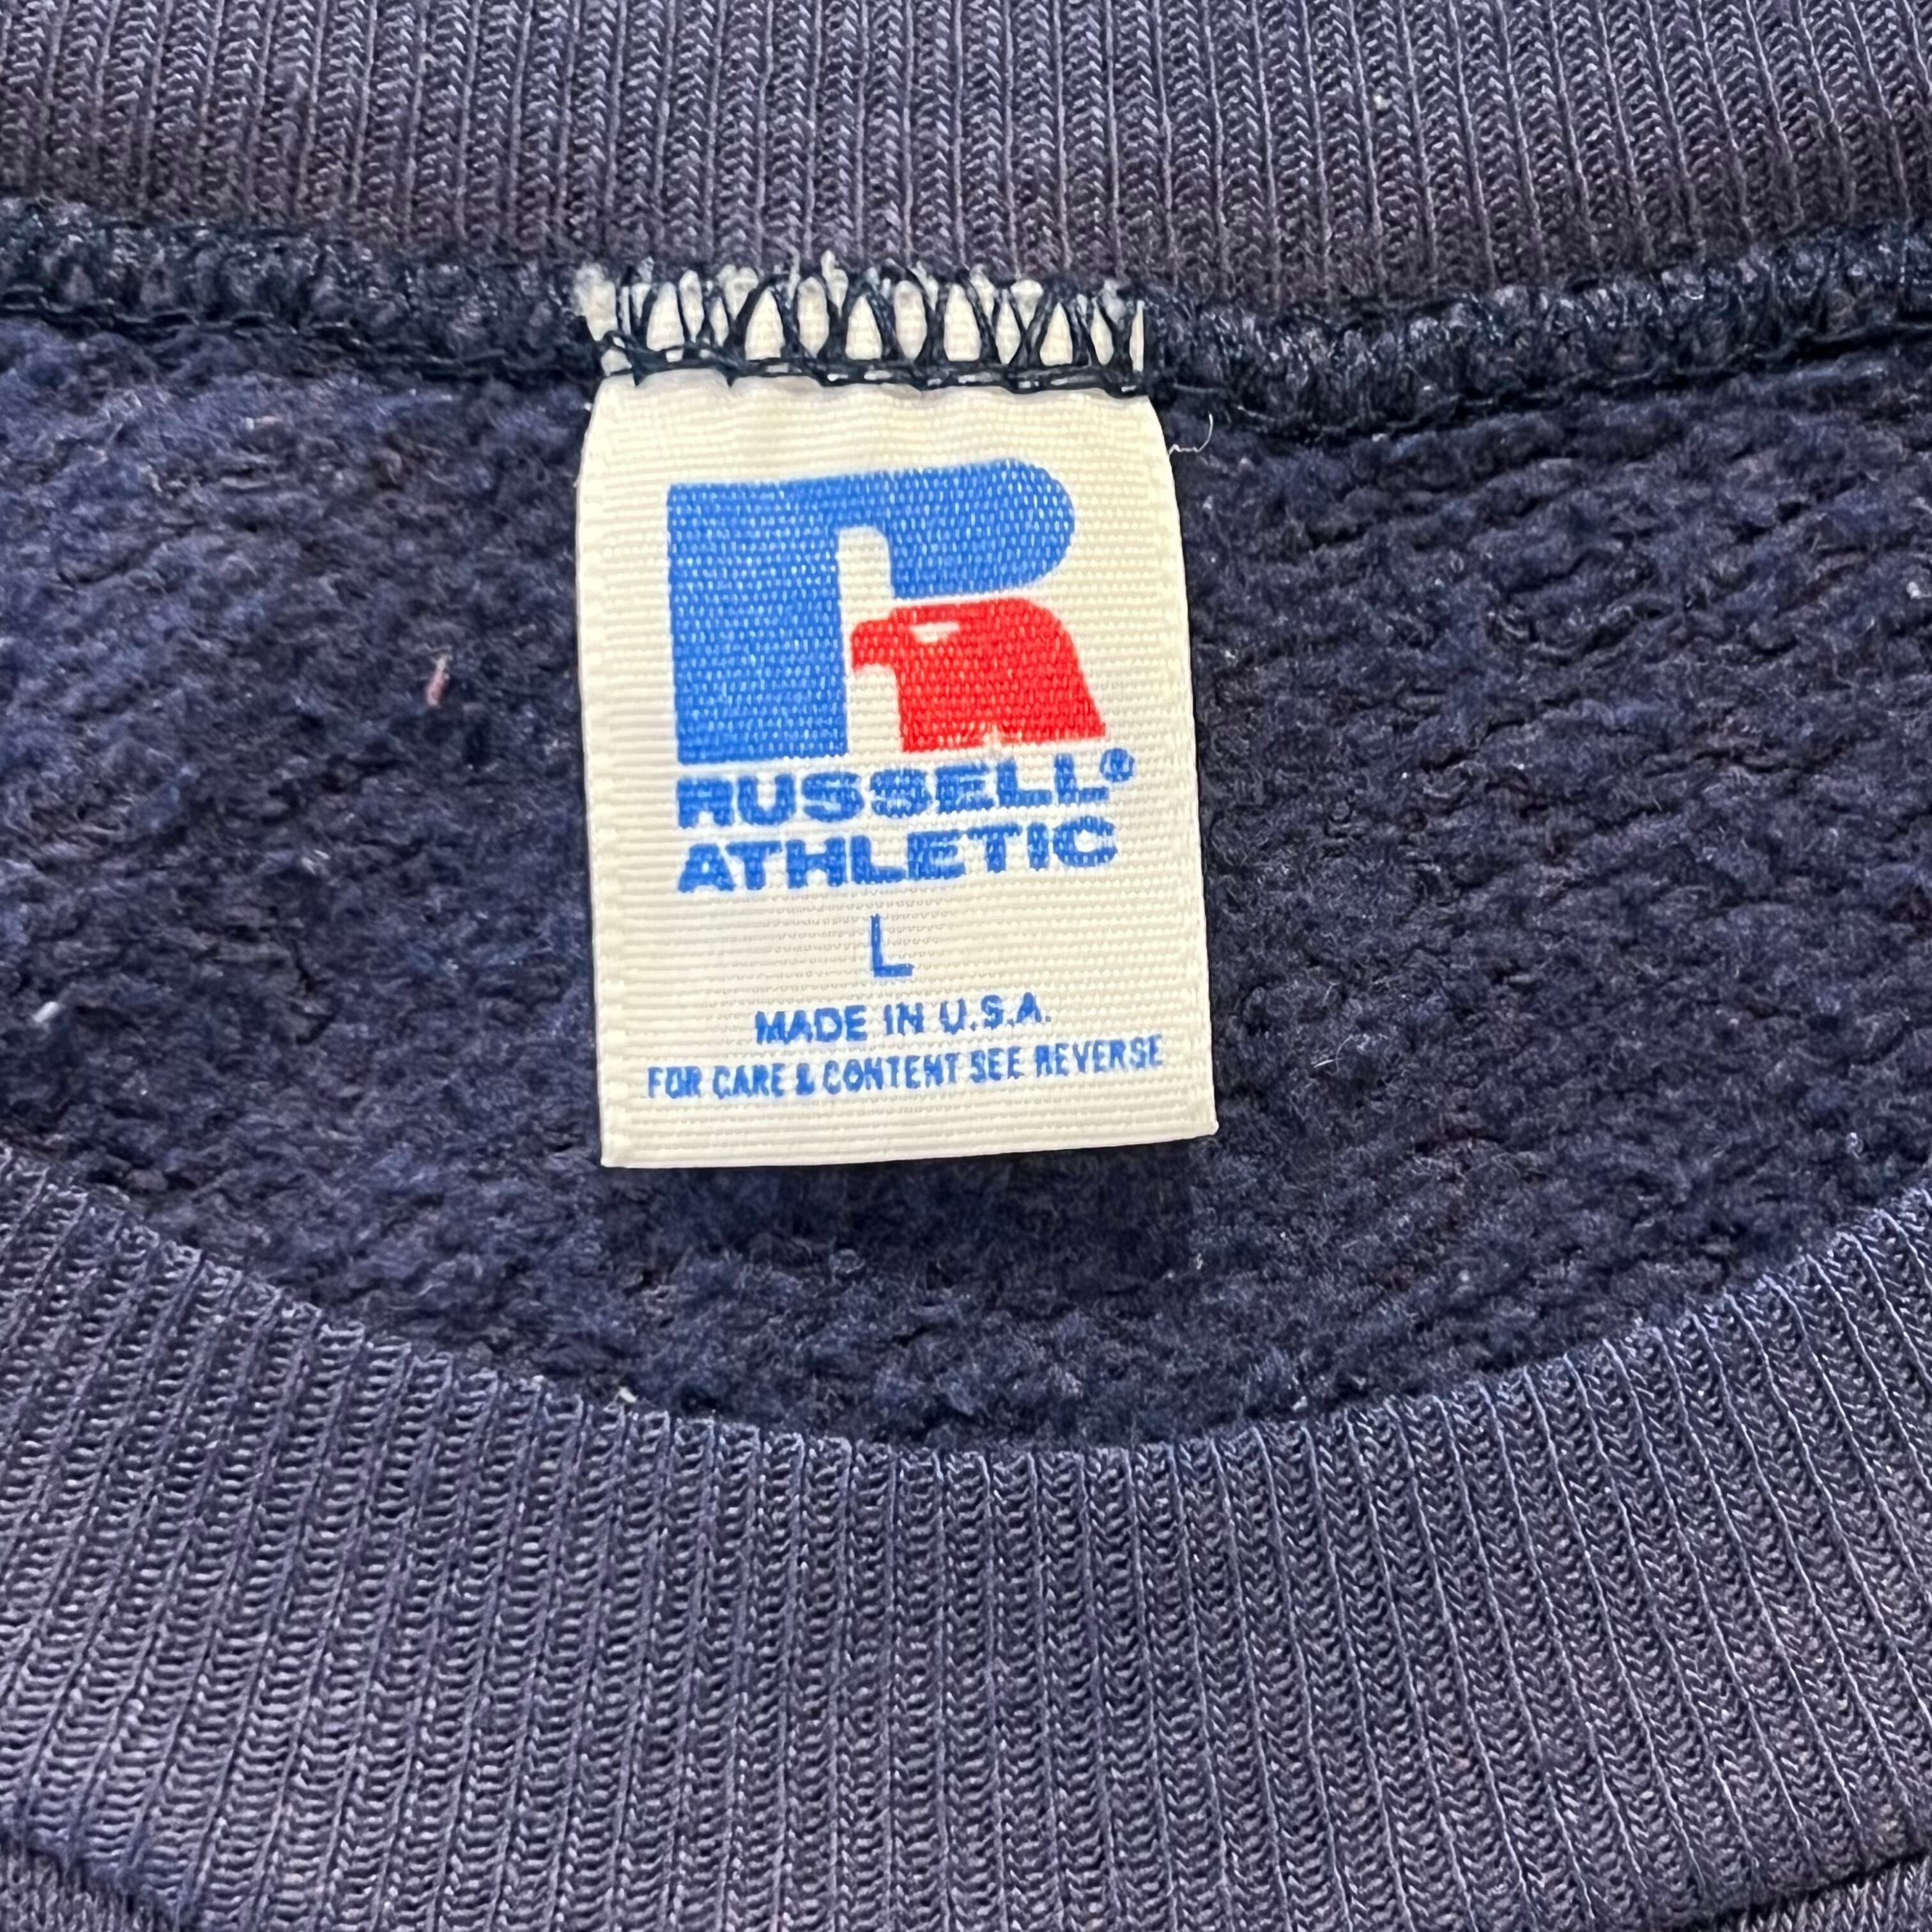 R
RUSSELL®
ATHLETIC
L
MADE IN U.S.A.
FOR CARE & CONTENT SEE REVERSE